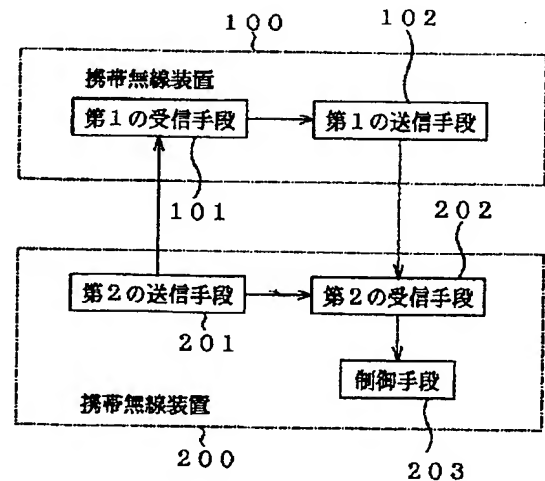 100
102
携帯無線装置
第1の受信手段
第1の送信手段
101
202
第2の送信手段
第2の受信手段
201
制御手段
携帯無線装置
200
203